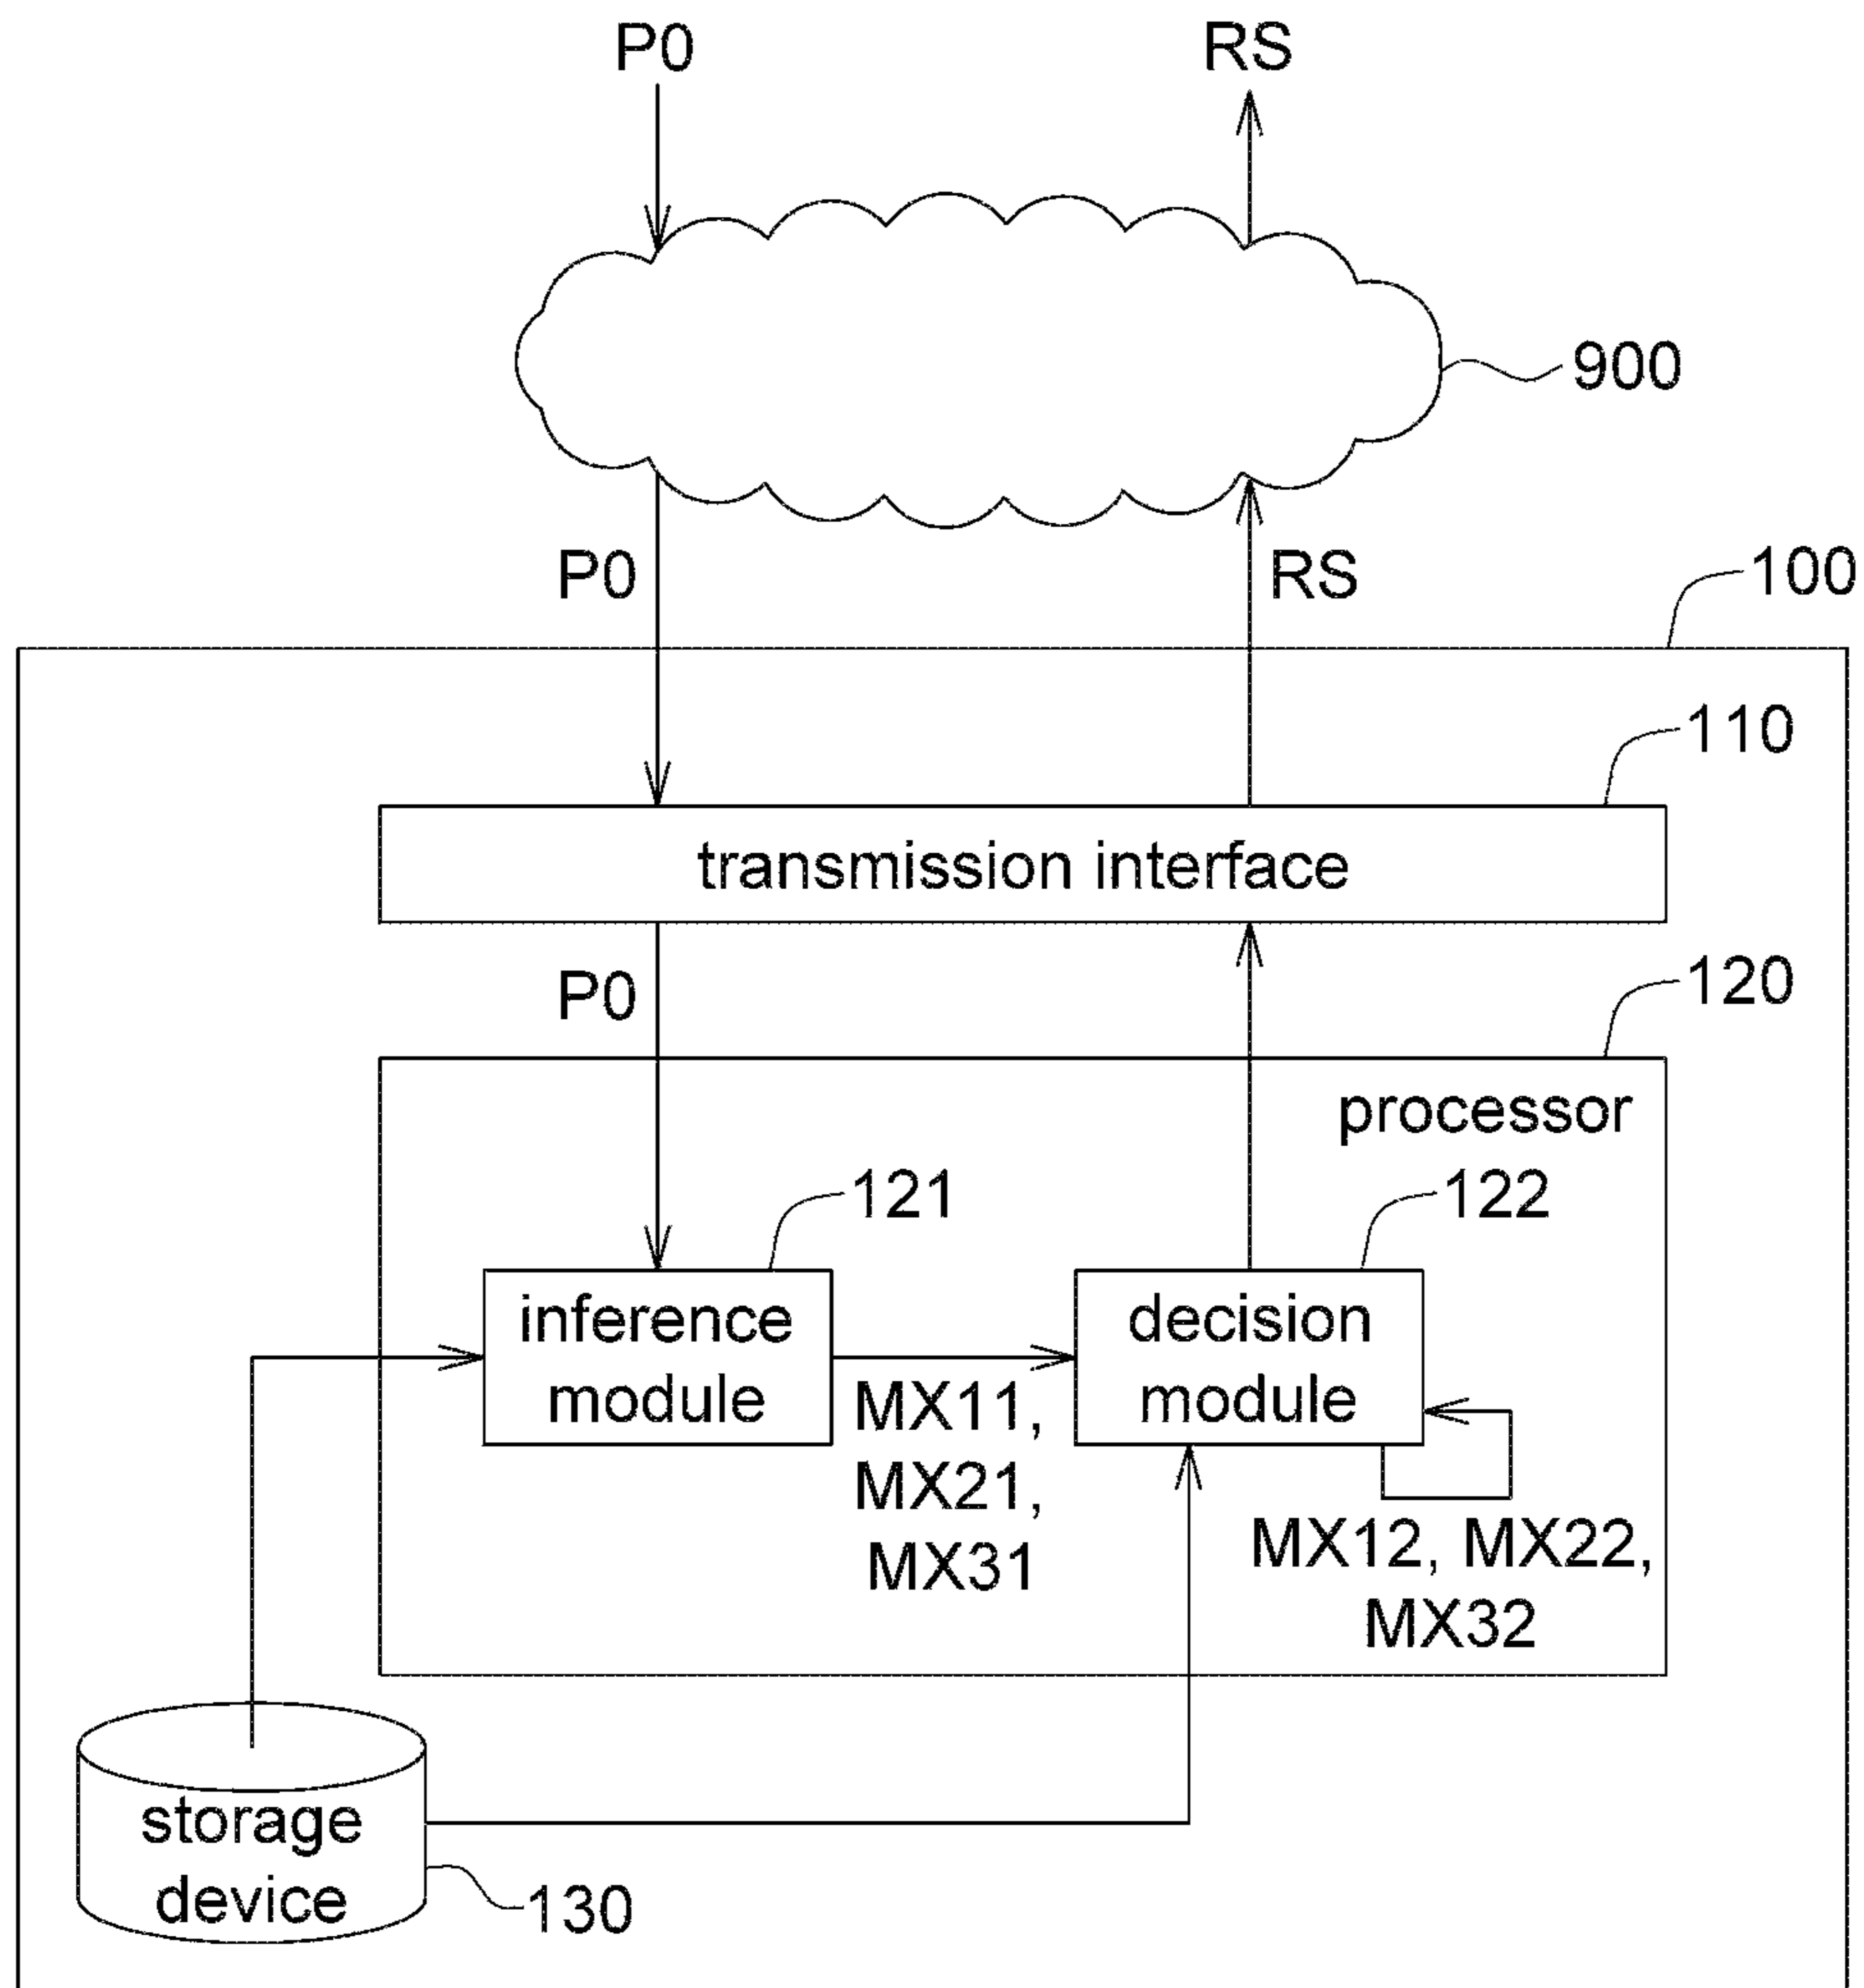 P0
RS
900
P0
RS
100
110
transmission interface
P0
120
processor
121
122
inference
module
decision
module
MX11,
MX21,
MX31
MX12, MX22,
MX32
storage
device
130